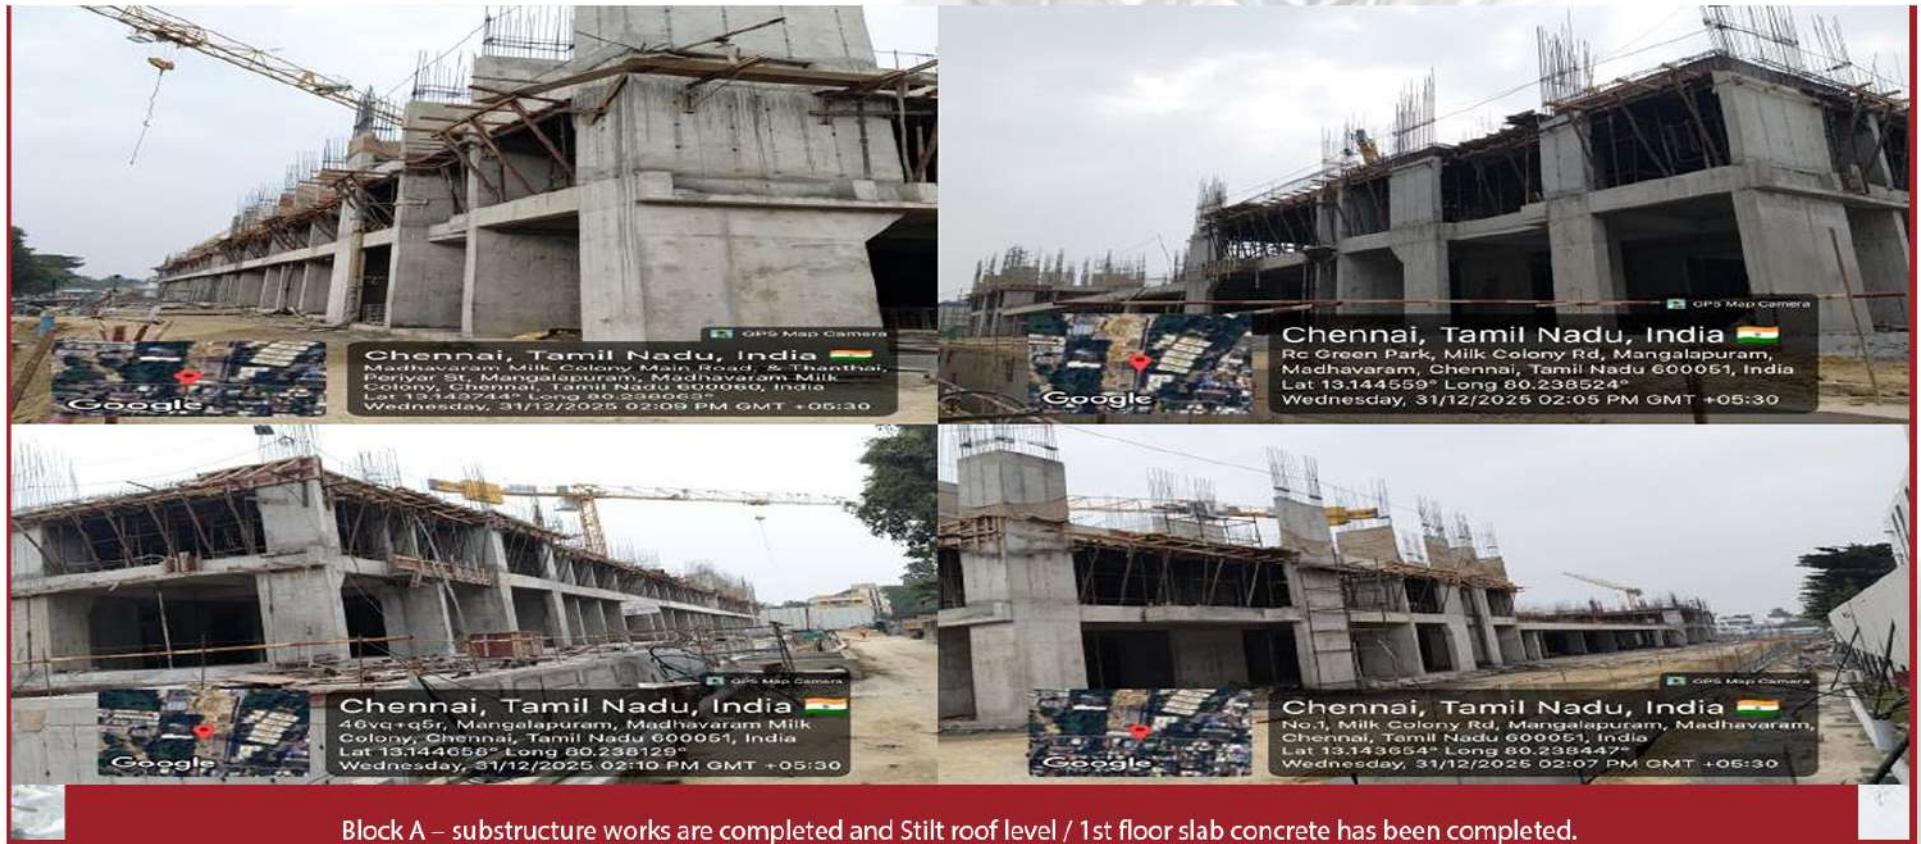 GPS Map Camera
Chennai, Tamil Nadu, India
Madhavaram Milk Colony Main Road, & Thanthai,
Periyar St, Mangalapuram, Madhavaram Milk
Colony, Chennai, Tamil Nadu 600060, India
Lat 13.143744° Long 80.238063°
Wednesday, 31/12/2025 02:09 PM GMT +05:30
Google
GPS Map Camera
Chennai, Tamil Nadu, India
Rc Green Park, Milk Colony Rd, Mangalapuram,
Madhavaram, Chennai, Tamil Nadu 600051, India
Lat 13.144559° Long 80.238524°
Wednesday, 31/12/2025 02:05 PM GMT +05:30
Google
GPS Map Camera
Chennai, Tamil Nadu, India
46vq+q5r, Mangalapuram, Madhavaram Milk
Colony, Chennai, Tamil Nadu 600051, India
Lat 13.144658° Long 80.238129°
Wednesday, 31/12/2025 02:10 PM GMT +05:30
Google
GPS Map Camera
Chennai, Tamil Nadu, India
No.1, Milk Colony Rd, Mangalapuram, Madhavaram,
Chennai, Tamil Nadu 600051, India
Lat 13.143654° Long 80.238447°
Wednesday, 31/12/2025 02:07 PM GMT +05:30
Google
Block A – substructure works are completed and Stilt roof level / 1st floor slab concrete has been completed.